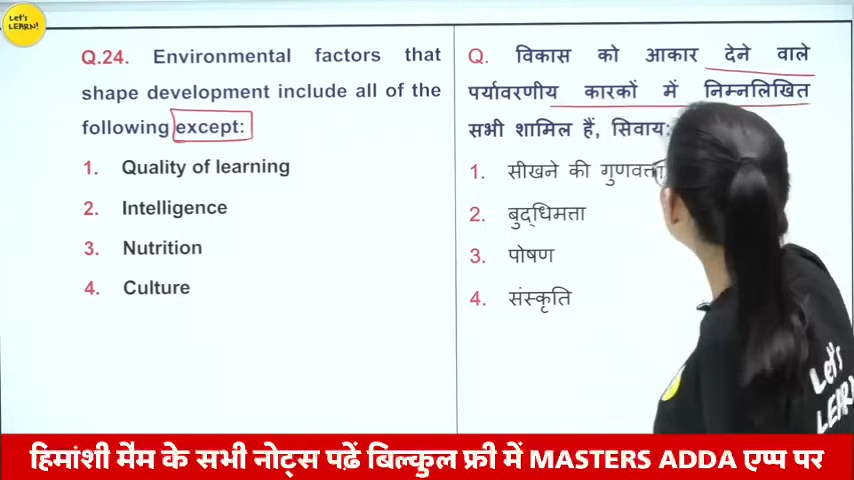 Let's
LEARN!
Q.24. Environmental factors that
shape development include all of the
following except:
1. Quality of learning
2. Intelligence
3. Nutrition
4. Culture
Q. विकास को आकार देने वाले
पर्यावरणीय कारकों में निम्नलिखित
सभी शामिल हैं, सिवाय:
1. सीखने की गुणवत्ता
2. बुद्धिमत्ता
3. पोषण
4. संस्कृति
Let's
LEARN
हिमांशी मैम के सभी नोट्स पढ़ें बिल्कुल फ्री में MASTERS ADDA एप्प पर